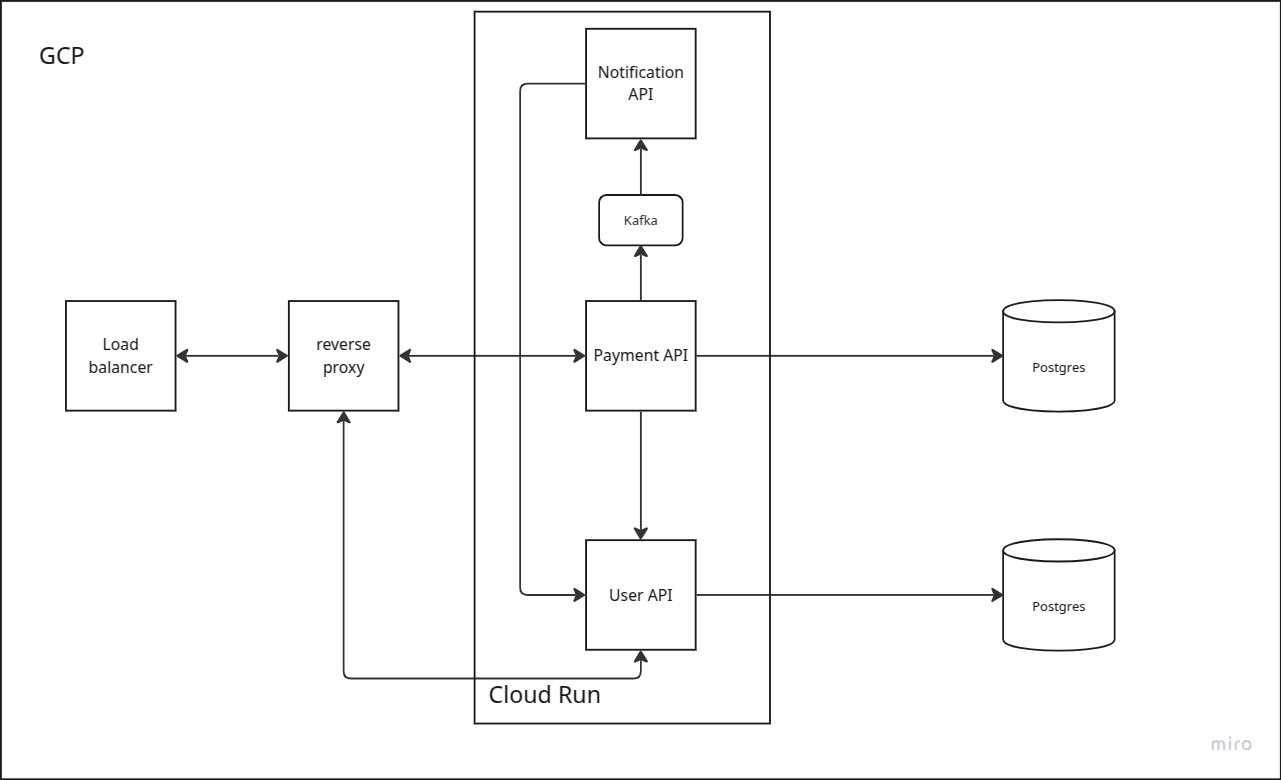 GCP
Notification
API
Kafka
Load
balancer
reverse
proxy
Payment API
Postgres
User API
Postgres
Cloud Run
miro